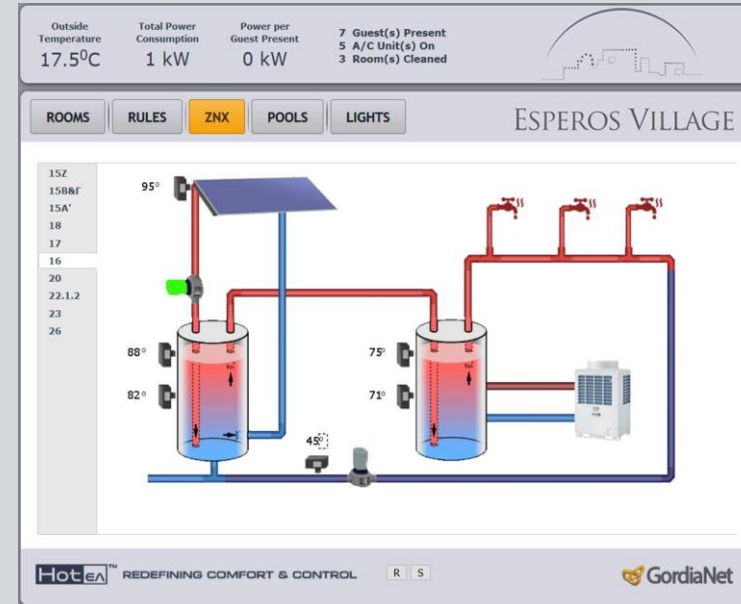 Outside
Temperature
17.5⁰C
Total Power
Consumption
1 kW
Power per
Guest Present
0 kW
7 Guest(s) Present
5 A/C Unit(s) On
3 Room(s) Cleaned
ROOMS
RULES
ZNX
POOLS
LIGHTS
ESPEROS VILLAGE
15Z
15Β&Γ
15A'
18
17
16
20
22.1.2
23
26
95°
88°
82°
75°
71°
45°
HotEA™ REDEFINING COMFORT & CONTROL
R S
GordiaNet